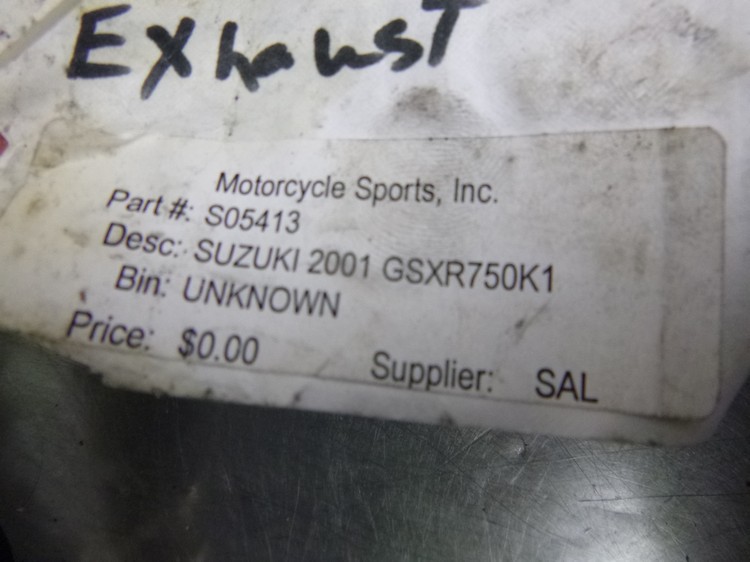 Exhaust
Motorcycle Sports, Inc.
Part #: S05413
Desc: SUZUKI 2001 GSXR750K1
Bin: UNKNOWN
Price: $0.00 Supplier: SAL